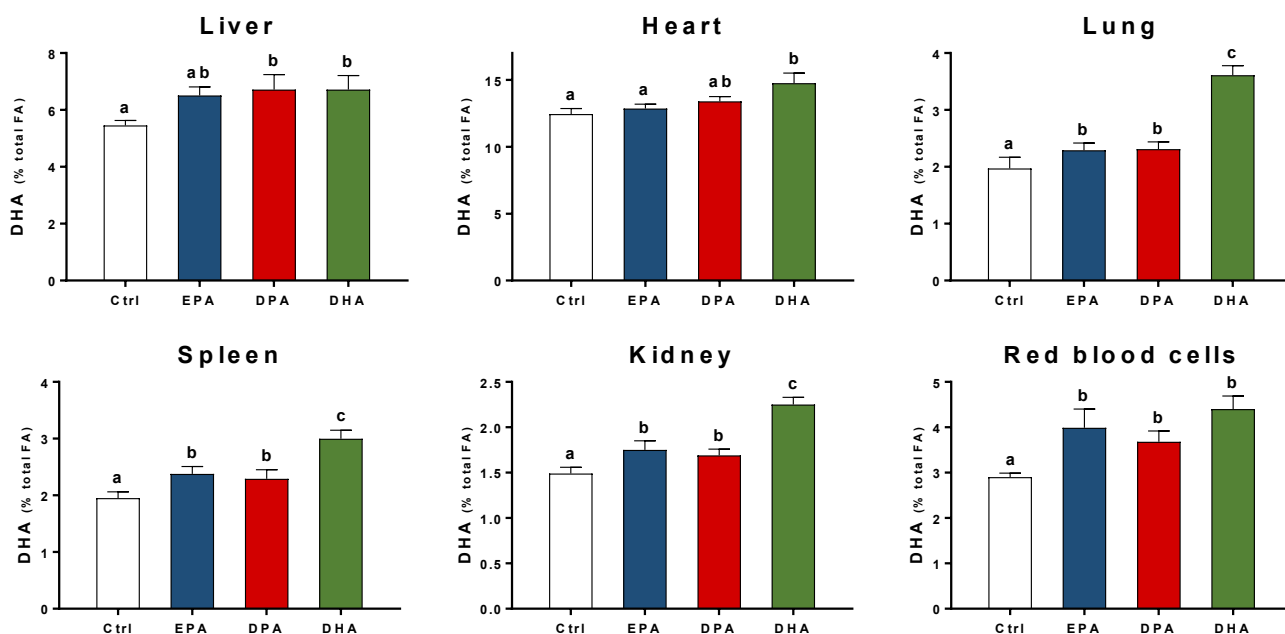 Liver
8
6
4
2
0
DHA (% total FA)
a
a b
b
b
Ctrl EPA DPA DHA
Heart
15
10
5
0
DHA (% total FA)
a
a
a b
b
Ctrl EPA DPA DHA
Lung
4
3
2
1
0
DHA (% total FA)
a
b
b
c
Ctrl EPA DPA DHA
Spleen
4
3
2
1
0
DHA (% total FA)
a
b
b
c
Ctrl EPA DPA DHA
Kidney
2.5
2.0
1.5
1.0
0.5
0.0
DHA (% total FA)
a
b
b
c
Ctrl EPA DPA DHA
Red blood cells
5
4
3
2
1
0
DHA (% total FA)
a
b
b
b
Ctrl EPA DPA DHA